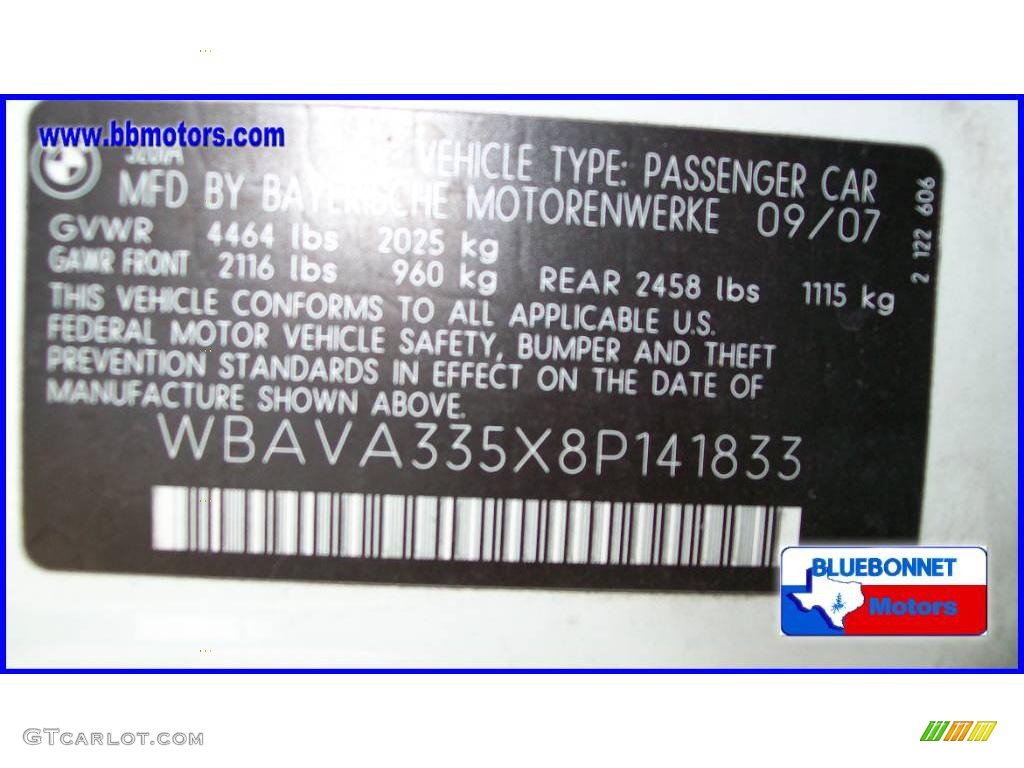 www.bbmotors.com
VEHICLE TYPE: PASSENGER CAR
MFD BY BAYERISCHE MOTORENWERKE 09/07
GVWR 4464 lbs 2025 kg
GAWR FRONT 2116 lbs 960 kg REAR 2458 lbs 1115 kg
2 122 606
THIS VEHICLE CONFORMS TO ALL APPLICABLE U.S.
FEDERAL MOTOR VEHICLE SAFETY, BUMPER AND THEFT
PREVENTION STANDARDS IN EFFECT ON THE DATE OF
MANUFACTURE SHOWN ABOVE.
WBAVA335X8P141833
BLUEBONNET
Motors
GTCARLOT.COM